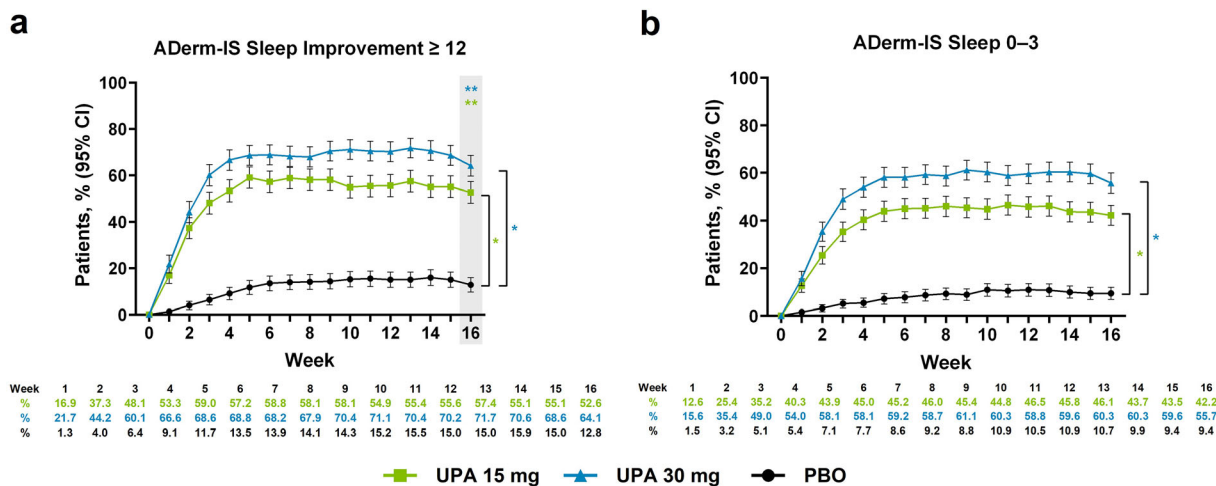 a
ADerm-IS Sleep Improvement ≥ 12
Patients, % (95% CI)
100
80
60
40
20
0
**
**
*
*
0 2 4 6 8 10 12 14 16
Week
Week 1 2 3 4 5 6 7 8 9 10 11 12 13 14 15 16
% 16.9 37.3 48.1 53.3 59.0 57.2 58.8 58.1 58.1 54.9 55.4 55.6 57.4 55.1 55.1 52.6
% 21.7 44.2 60.1 66.6 68.6 68.8 68.2 67.9 70.4 71.1 70.4 70.2 71.7 70.6 68.6 64.1
% 1.3 4.0 6.4 9.1 11.7 13.5 13.9 14.1 14.3 15.2 15.5 15.0 15.0 15.9 15.0 12.8
b
ADerm-IS Sleep 0–3
Patients, % (95% CI)
100
80
60
40
20
0
*
*
0 2 4 6 8 10 12 14 16
Week
Week 1 2 3 4 5 6 7 8 9 10 11 12 13 14 15 16
% 12.6 25.4 35.2 40.3 43.9 45.0 45.2 46.0 45.4 44.8 46.5 45.8 46.1 43.7 43.5 42.2
% 15.6 35.4 49.0 54.0 58.1 58.1 59.2 58.7 61.1 60.3 58.8 59.6 60.3 60.3 59.6 55.7
% 1.5 3.2 5.1 5.4 7.1 7.7 8.6 9.2 8.8 10.9 10.5 10.9 10.7 9.9 9.4 9.4
UPA 15 mg UPA 30 mg PBO